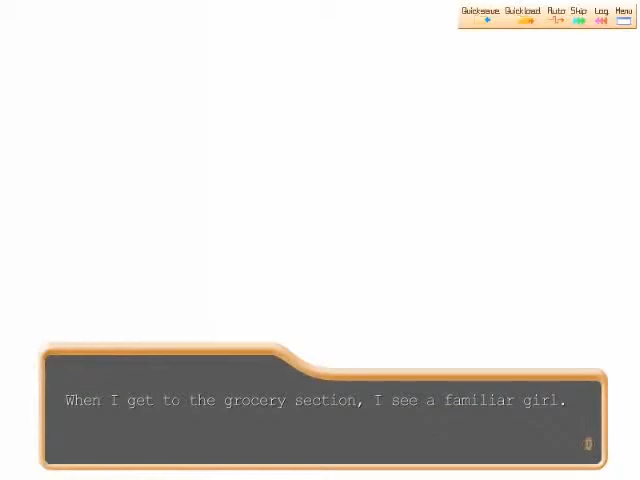 Quicksave Quickload Auto Skip Log Menu
When I get to the grocery section, I see a familiar girl.